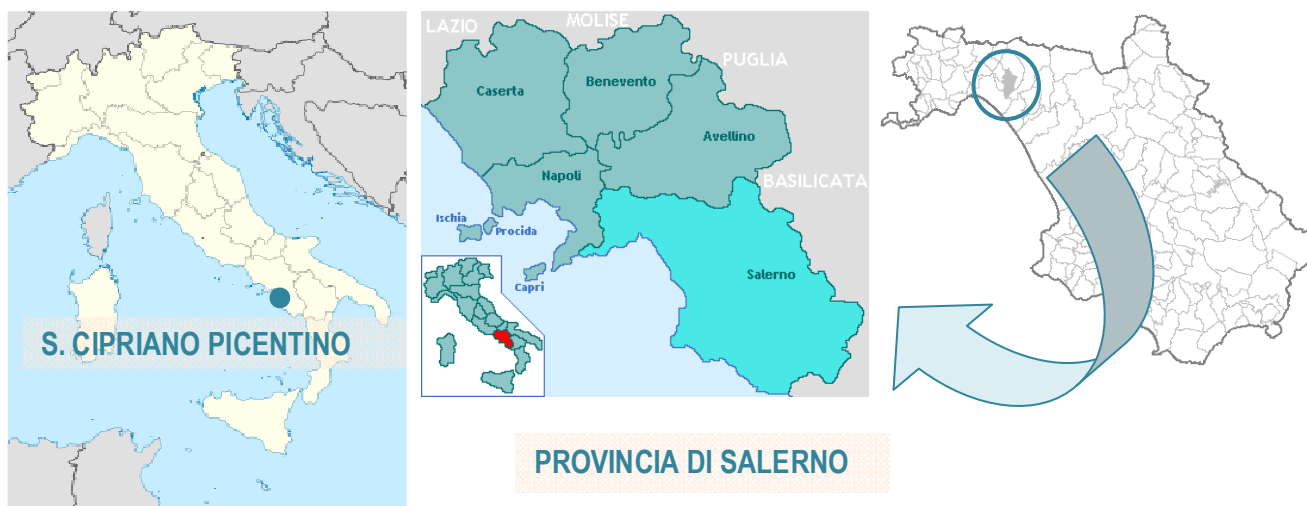 S. CIPRIANO PICENTINO
LAZIO
MOLISE
PUGLIA
Benevento
Caserta
Avellino
Napoli
BASILICATA
Ischia
Procida
Capri
Salerno
PROVINCIA DI SALERNO